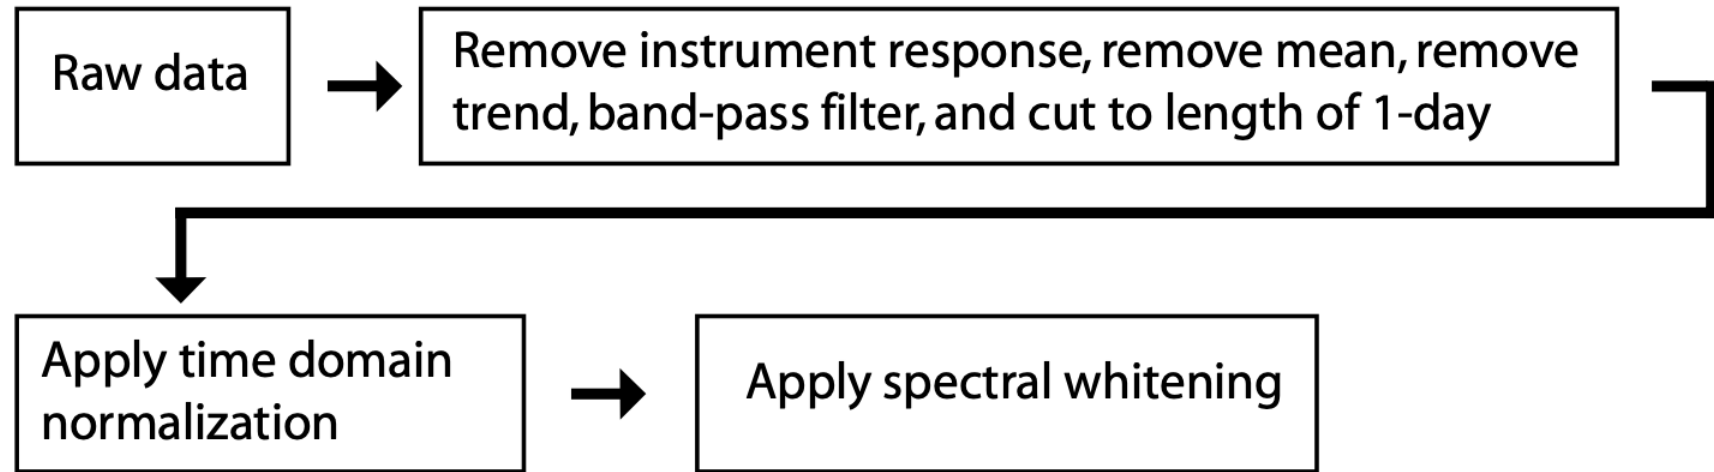 Raw data
Remove instrument response, remove mean, remove
trend, band-pass filter, and cut to length of 1-day
Apply time domain
normalization
Apply spectral whitening